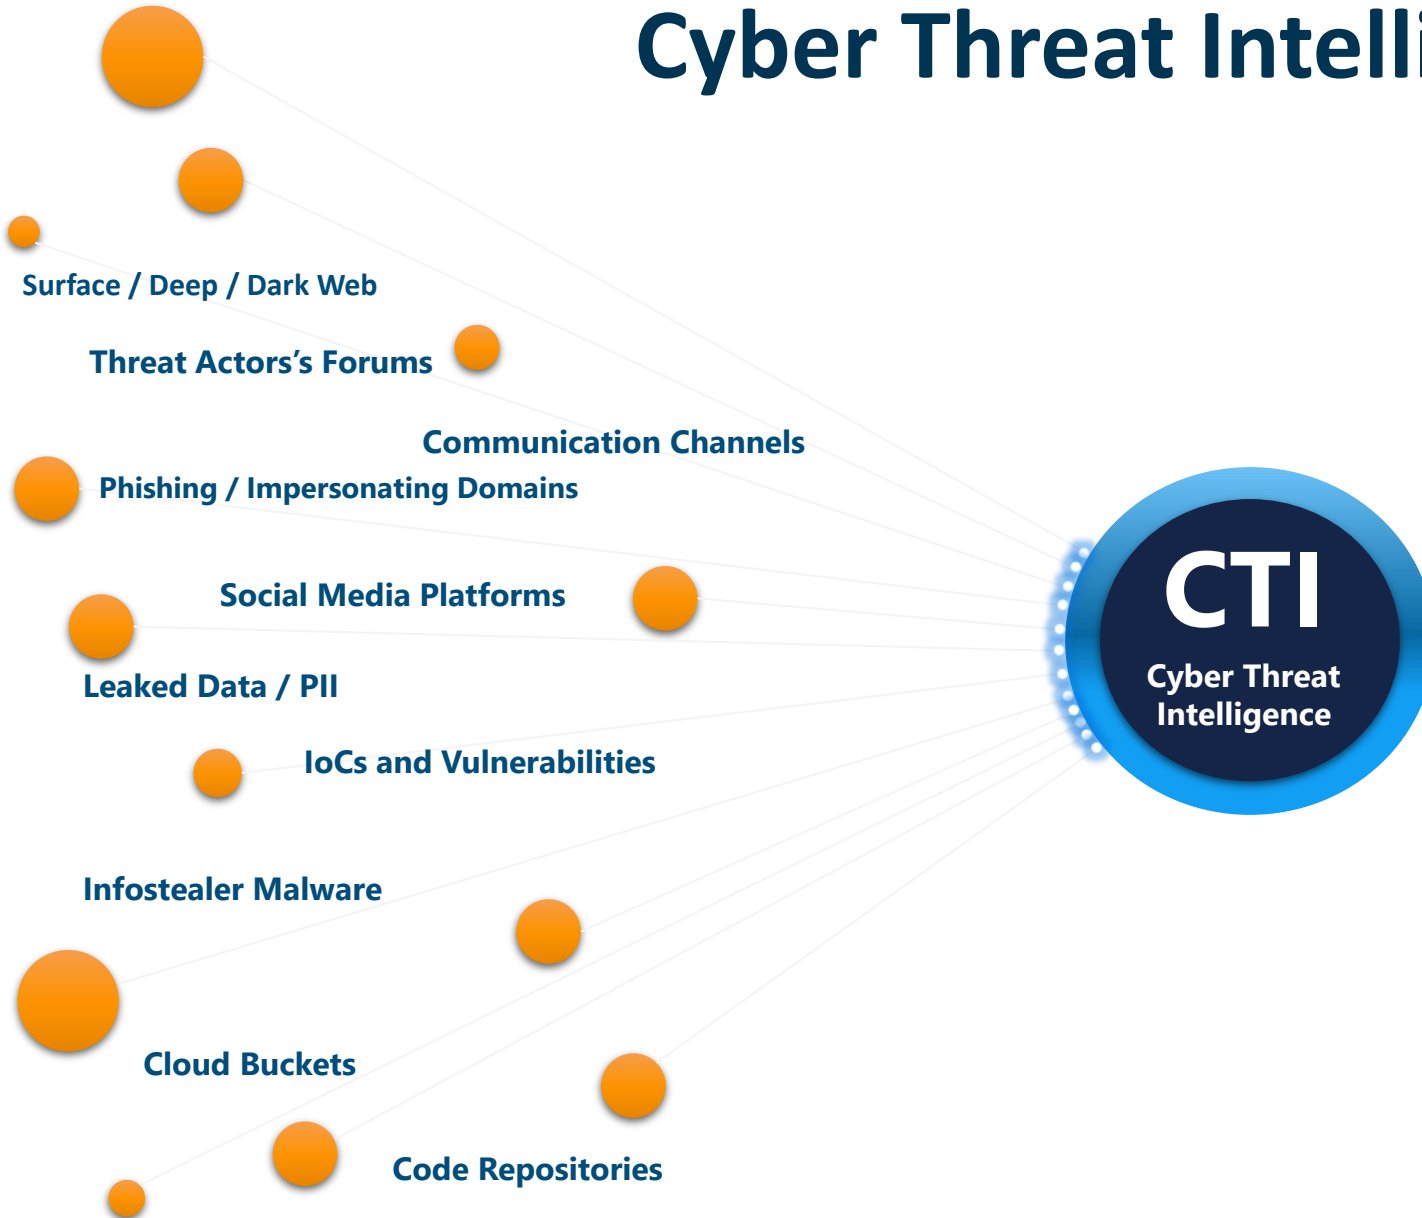 Cyber Threat Intelli
Surface / Deep / Dark Web
Threat Actors’s Forums
Communication Channels
Phishing / Impersonating Domains
Social Media Platforms
Leaked Data / PII
IoCs and Vulnerabilities
Infostealer Malware
Cloud Buckets
Code Repositories
CTI
Cyber Threat
Intelligence